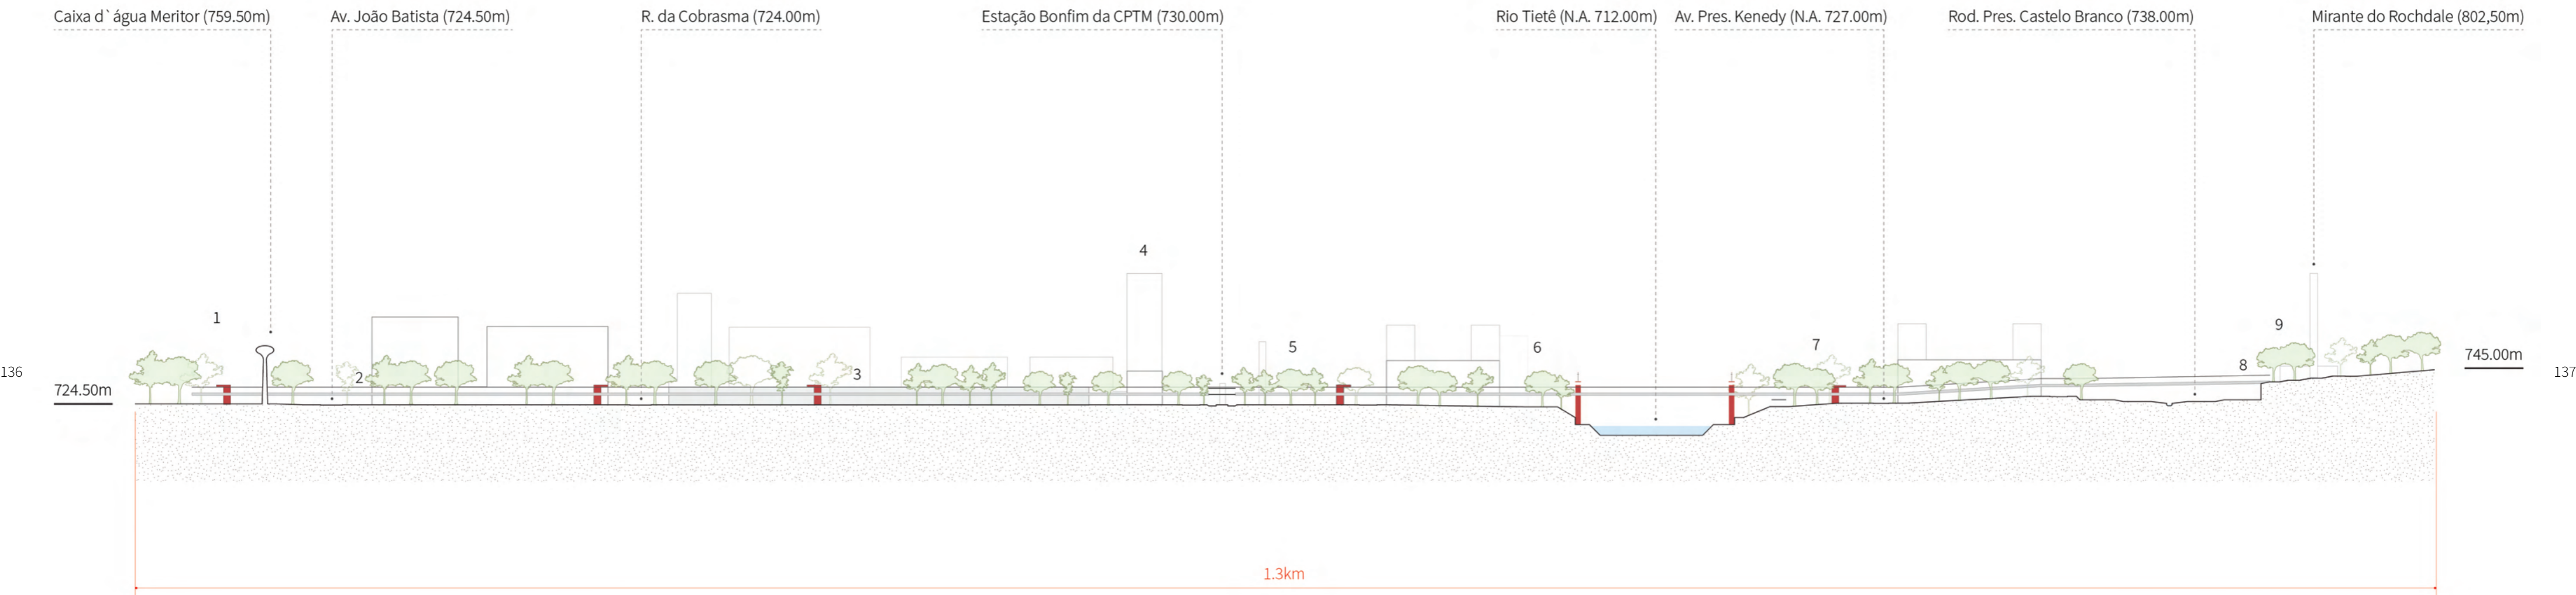 Caixa d`água Meritor (759.50m)
Av. João Batista (724.50m)
R. da Cobrasma (724.00m)
Estação Bonfim da CPTM (730.00m)
Rio Tietê (N.A. 712.00m)
Av. Pres. Kenedy (N.A. 727.00m)
Rod. Pres. Castelo Branco (738.00m)
Mirante do Rochdale (802,50m)
4
1
9
7
5
6
745.00m
8
136
137
3
2
724.50m
1.3km